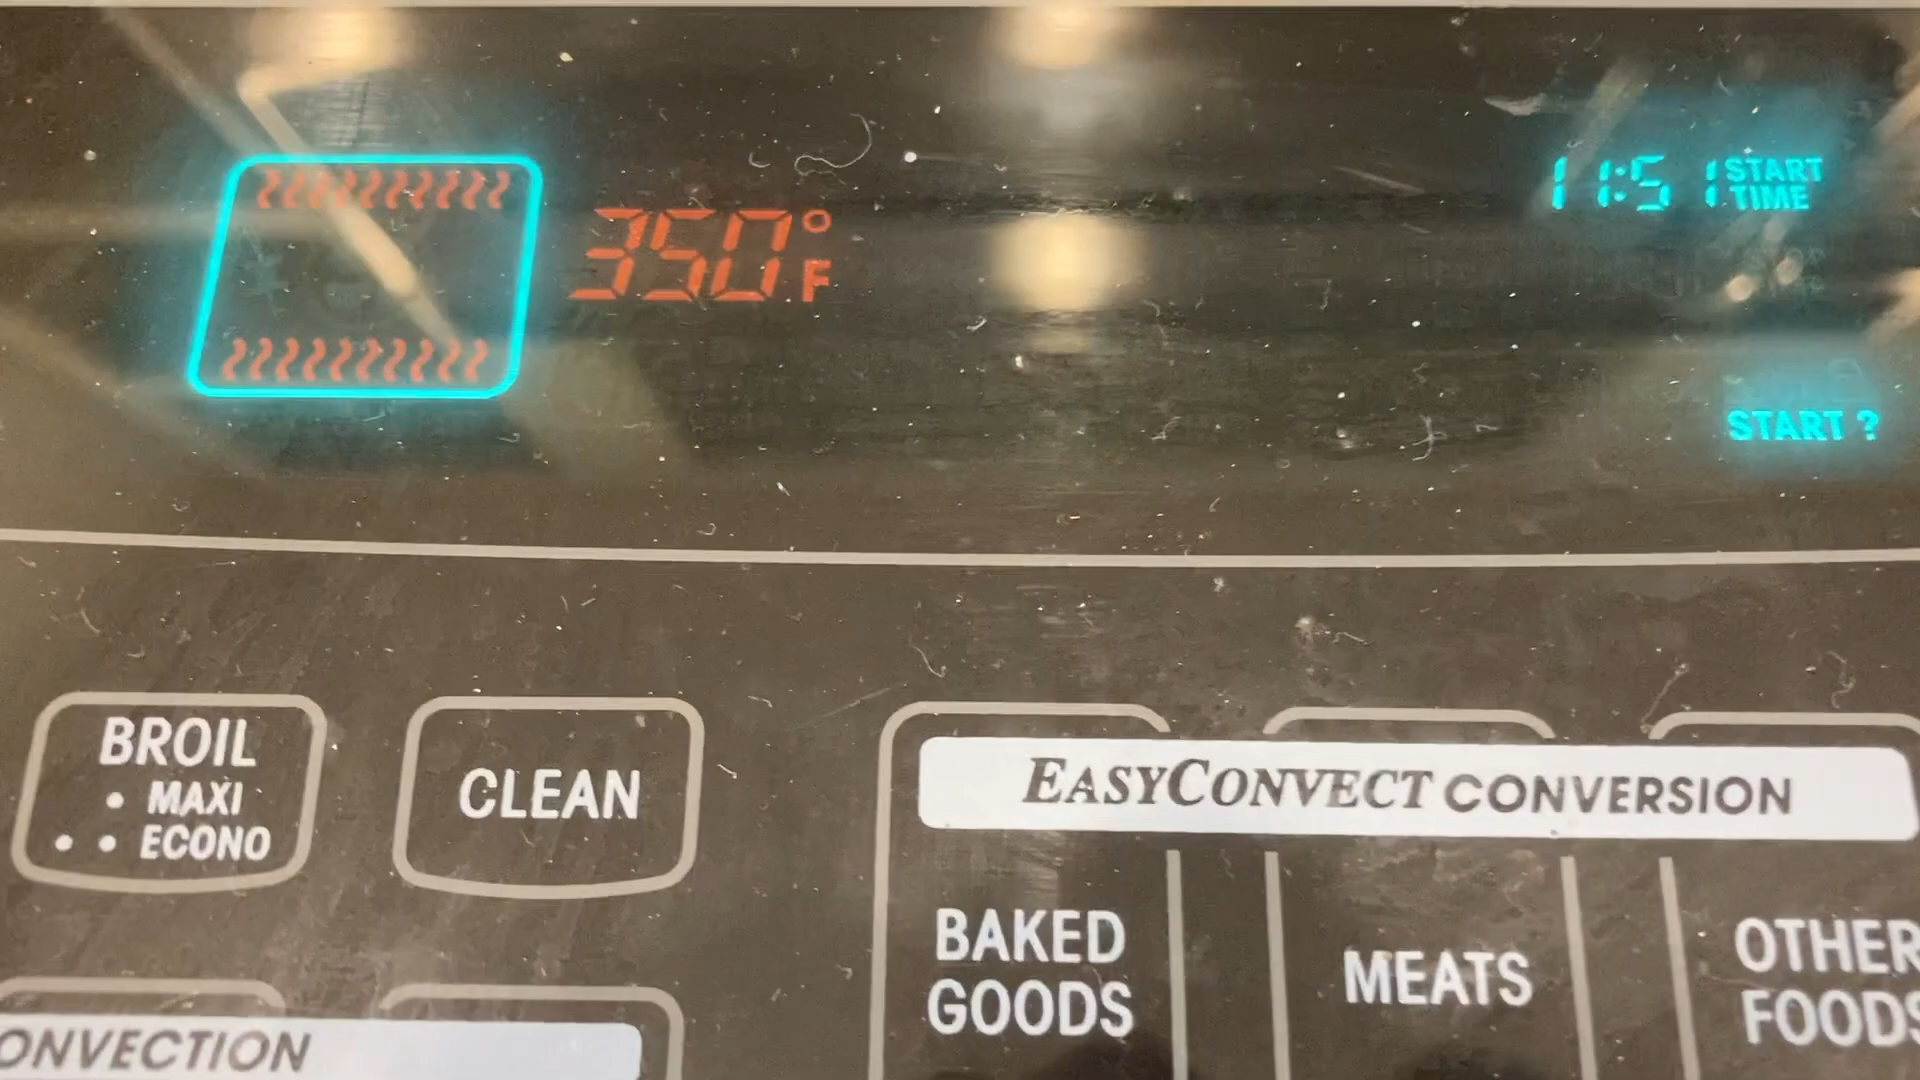 350°F
11:51 START TIME
START ?
BROIL
• MAXI
• • ECONO
CLEAN
EASYCONVECT CONVERSION
BAKED GOODS
MEATS
OTHER FOODS
ONVECTION